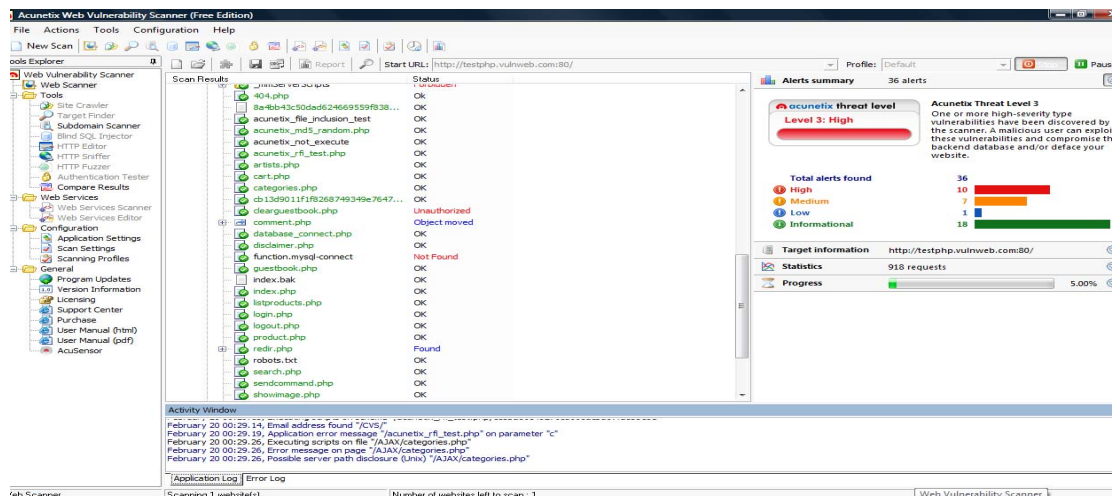 Acunetix Web Vulnerability Scanner (Free Edition)
File Actions Tools Configuration Help
New Scan
Report
Start URL: http://testphp.vulnweb.com:80/
Profile: Default
Stop
Paus
ools Explorer
Web Vulnerability Scanner
Web Scanner
Tools
Site Crawler
Target Finder
Subdomain Scanner
Blind SQL Injector
HTTP Editor
HTTP Sniffer
HTTP Fuzzer
Authentication Tester
Compare Results
Web Services
Web Services Scanner
Web Services Editor
Configuration
Application Settings
Scan Settings
Scanning Profiles
General
Program Updates
Version Information
Licensing
Support Center
Purchase
User Manual (html)
User Manual (pdf)
AcuSensor
Scan Results Status
_mmServerScripts Forbidden
404.php Ok
8a4bb43c50dad624669559f838... OK
acunetix_file_inclusion_test OK
acunetix_md5_random.php OK
acunetix_not_execute OK
acunetix_rfi_test.php OK
artists.php OK
cart.php OK
categories.php OK
cb13d9011f1f8268749349e7647... OK
clearguestbook.php Unauthorized
comment.php Object moved
database_connect.php OK
disclaimer.php OK
function.mysql-connect Not Found
guestbook.php OK
index.bak OK
index.php OK
listproducts.php OK
login.php OK
logout.php OK
product.php OK
redir.php Found
robots.txt OK
search.php OK
sendcommand.php OK
showimage.php OK
Alerts summary 36 alerts
acunetix threat level
Level 3: High
Acunetix Threat Level 3
One or more high-severity type
vulnerabilities have been discovered by
the scanner. A malicious user can exploi
these vulnerabilities and compromise th
backend database and/or deface your
website.
Total alerts found 36
High 10
Medium 7
Low 1
Informational 18
Target information http://testphp.vulnweb.com:80/
Statistics 918 requests
Progress 5.00%
Activity Window
February 20 00:29.14, Email address found "/CVS/"
February 20 00:29.19, Application error message "/acunetix_rfi_test.php" on parameter "c"
February 20 00:29.26, Executing scripts on file "/AJAX/categories.php"
February 20 00:29.26, Error message on page "/AJAX/categories.php"
February 20 00:29.26, Possible server path disclosure (Unix) "/AJAX/categories.php"
Application Log Error Log
Web Scanner
Scanning 1 website(s)
Number of websites left to scan : 1
Web Vulnerability Scanner